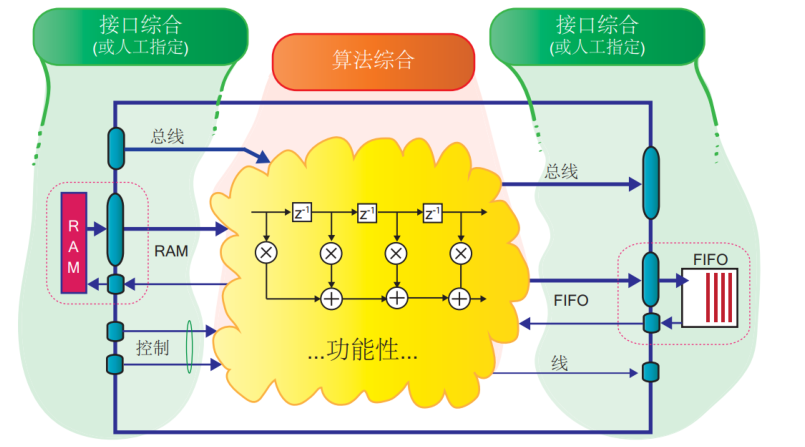 接口综合
(或人工指定)
算法综合
接口综合
(或人工指定)
总线
总线
R
A
M
RAM
z-1
z-1
z-1
FIFO
FIFO
控制
...功能性...
线